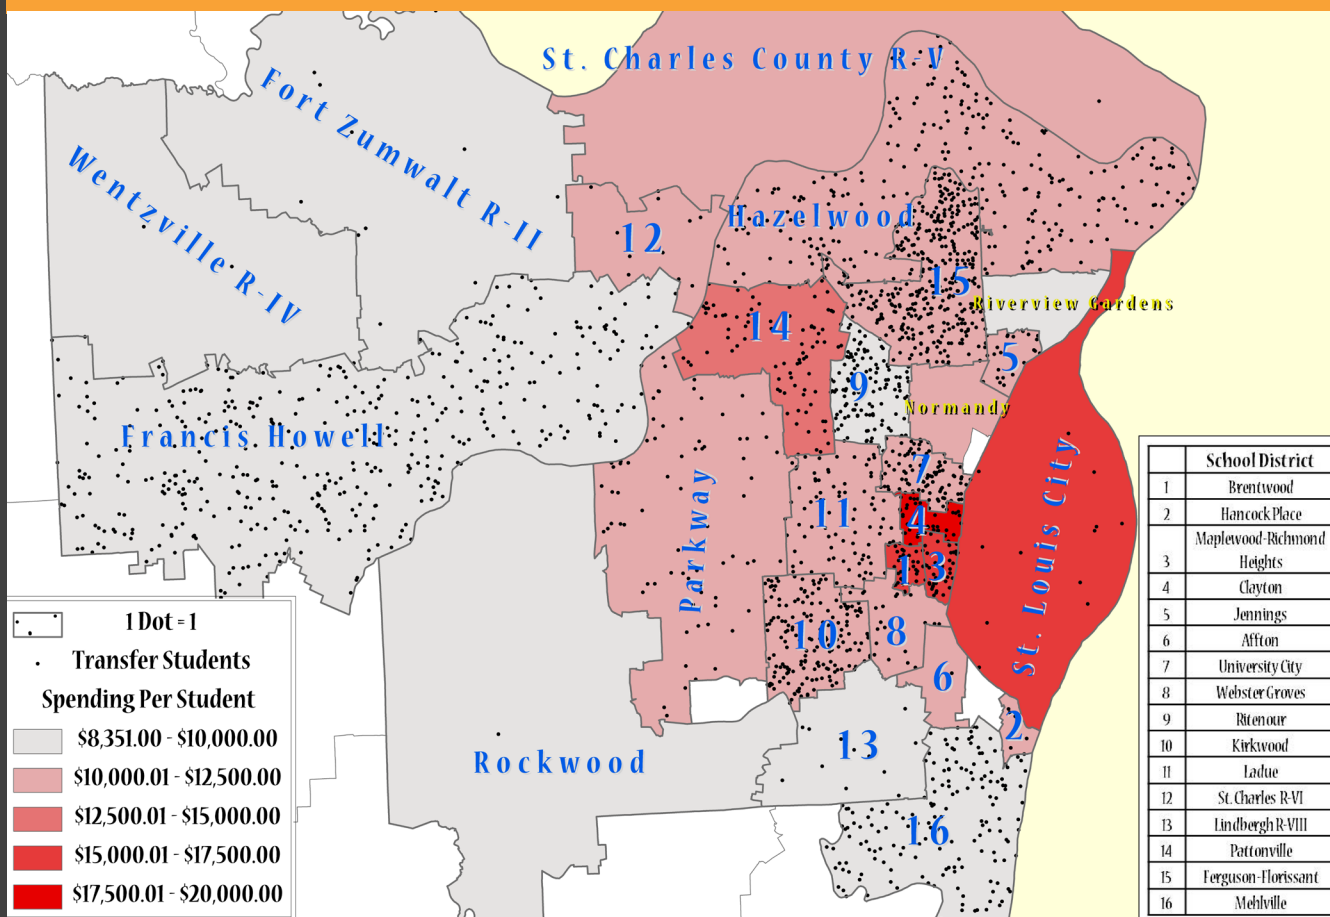 St. Charles County R-V
Fort Zumwalt R-II
Wentzville R-IV
Hazelwood
12
15
Riverview Gardens
14
5
9
Normandy
Francis Howell
7
Parkway
11
4
St. Louis City
1
3
10
8
6
2
13
Rockwood
16
1 Dot = 1
Transfer Students
Spending Per Student
$8,351.00 - $10,000.00
$10,000.01 - $12,500.00
$12,500.01 - $15,000.00
$15,000.01 - $17,500.00
$17,500.01 - $20,000.00
School District
1 Brentwood
2 Hancock Place
Maplewood-Richmond
3 Heights
4 Clayton
5 Jennings
6 Affton
7 University City
8 Webster Groves
9 Ritenour
10 Kirkwood
11 Ladue
12 St. Charles R-VI
13 Lindbergh R-VIII
14 Pattonville
15 Ferguson-Florissant
16 Mehlville